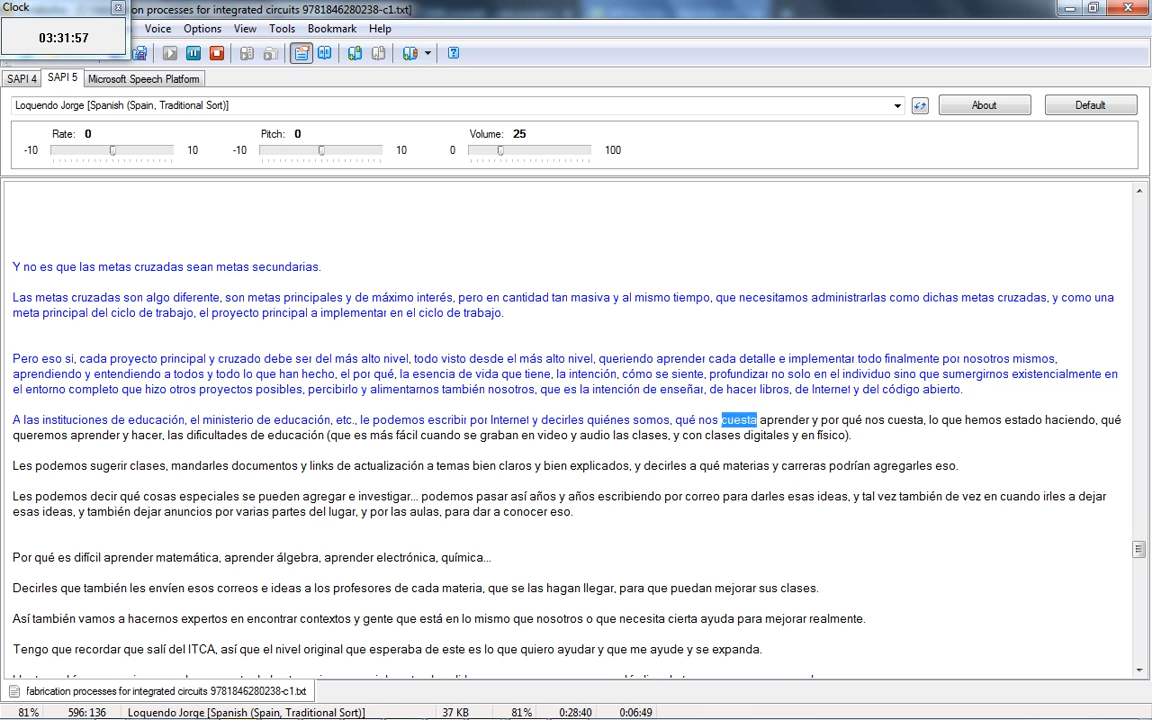 Clock
on processes for integrated circuits 9781846280238-c1.txt]
03:31:57
Voice Options View Tools Bookmark Help
SAPI 4 SAPI 5 Microsoft Speech Platform
Loquendo Jorge [Spanish (Spain, Traditional Sort)] About Default
Rate: 0 Pitch: 0 Volume: 25
-10 10 -10 10 0 100
Y no es que las metas cruzadas sean metas secundarias.
Las metas cruzadas son algo diferente, son metas principales y de máximo interés, pero en cantidad tan masiva y al mismo tiempo, que necesitamos administrarlas como dichas metas cruzadas, y como una
meta principal del ciclo de trabajo, el proyecto principal a implementar en el ciclo de trabajo.
Pero eso si, cada proyecto principal y cruzado debe ser del más alto nivel, todo visto desde el más alto nivel, queriendo aprender cada detalle e implementar todo finalmente por nosotros mismos,
aprendiendo y entendiendo a todos y todo lo que han hecho, el por qué, la esencia de vida que tiene, la intención, cómo se siente, profundizar no solo en el individuo sino que sumergirnos existencialmente en
el entorno completo que hizo otros proyectos posibles, percibirlo y alimentarnos también nosotros, que es la intención de enseñar, de hacer libros, de Internet y del código abierto.
A las instituciones de educación, el ministerio de educación, etc., le podemos escribir por Internet y decirles quiénes somos, qué nos cuesta aprender y por qué nos cuesta, lo que hemos estado haciendo, qué
queremos aprender y hacer, las dificultades de educación (que es más fácil cuando se graban en video y audio las clases, y con clases digitales y en físico).
Les podemos sugerir clases, mandarles documentos y links de actualización a temas bien claros y bien explicados, y decirles a qué materias y carreras podrían agregarles eso.
Les podemos decir qué cosas especiales se pueden agregar e investigar... podemos pasar así años y años escribiendo por correo para darles esas ideas, y tal vez también de vez en cuando irles a dejar
esas ideas, y también dejar anuncios por varias partes del lugar, y por las aulas, para dar a conocer eso.
Por qué es difícil aprender matemática, aprender álgebra, aprender electrónica, química...
Decirles que también les envíen esos correos e ideas a los profesores de cada materia, que se las hagan llegar, para que puedan mejorar sus clases.
Así también vamos a hacernos expertos en encontrar contextos y gente que está en lo mismo que nosotros o que necesita cierta ayuda para mejorar realmente.
Tengo que recordar que salí del ITCA, así que el nivel original que esperaba de este es lo que quiero ayudar y que me ayude y se expanda.
fabrication processes for integrated circuits 9781846280238-c1.txt
81% 596: 136 Loquendo Jorge [Spanish (Spain, Traditional Sort)] 37 KB 81% 0:28:40 0:06:49